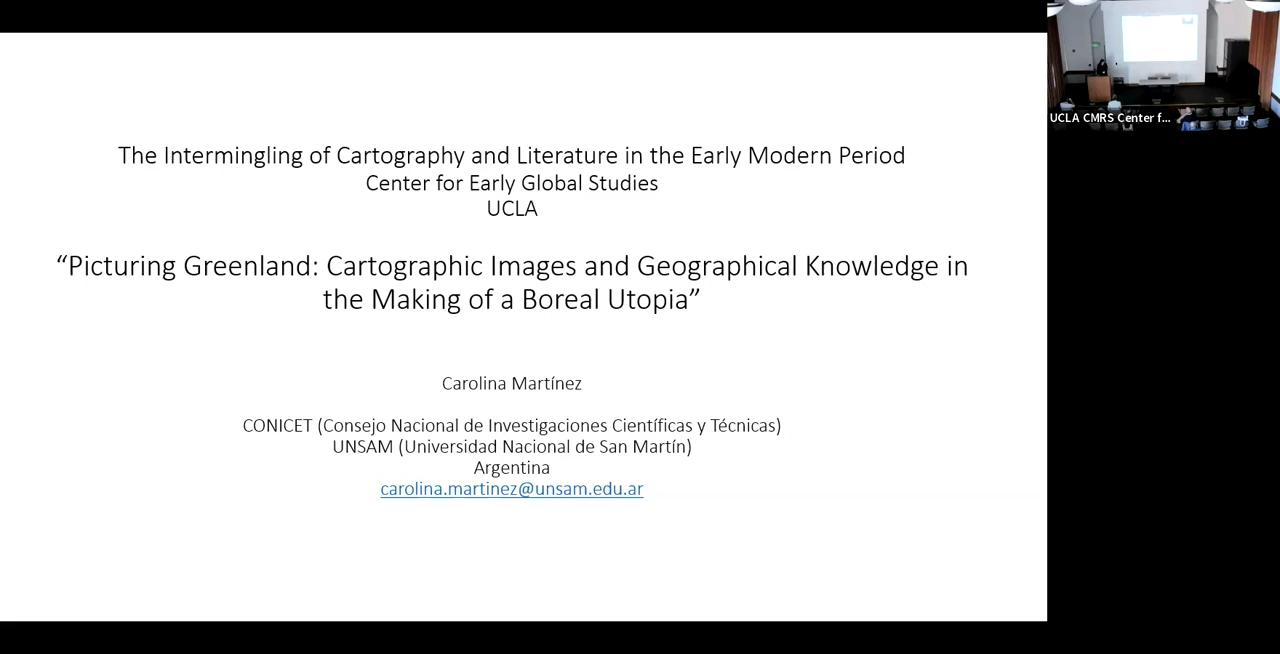 The Intermingling of Cartography and Literature in the Early Modern Period
Center for Early Global Studies
UCLA
“Picturing Greenland: Cartographic Images and Geographical Knowledge in
the Making of a Boreal Utopia”
Carolina Martínez
CONICET (Consejo Nacional de Investigaciones Científicas y Técnicas)
UNSAM (Universidad Nacional de San Martín)
Argentina
carolina.martinez@unsam.edu.ar
UCLA CMRS Center f...